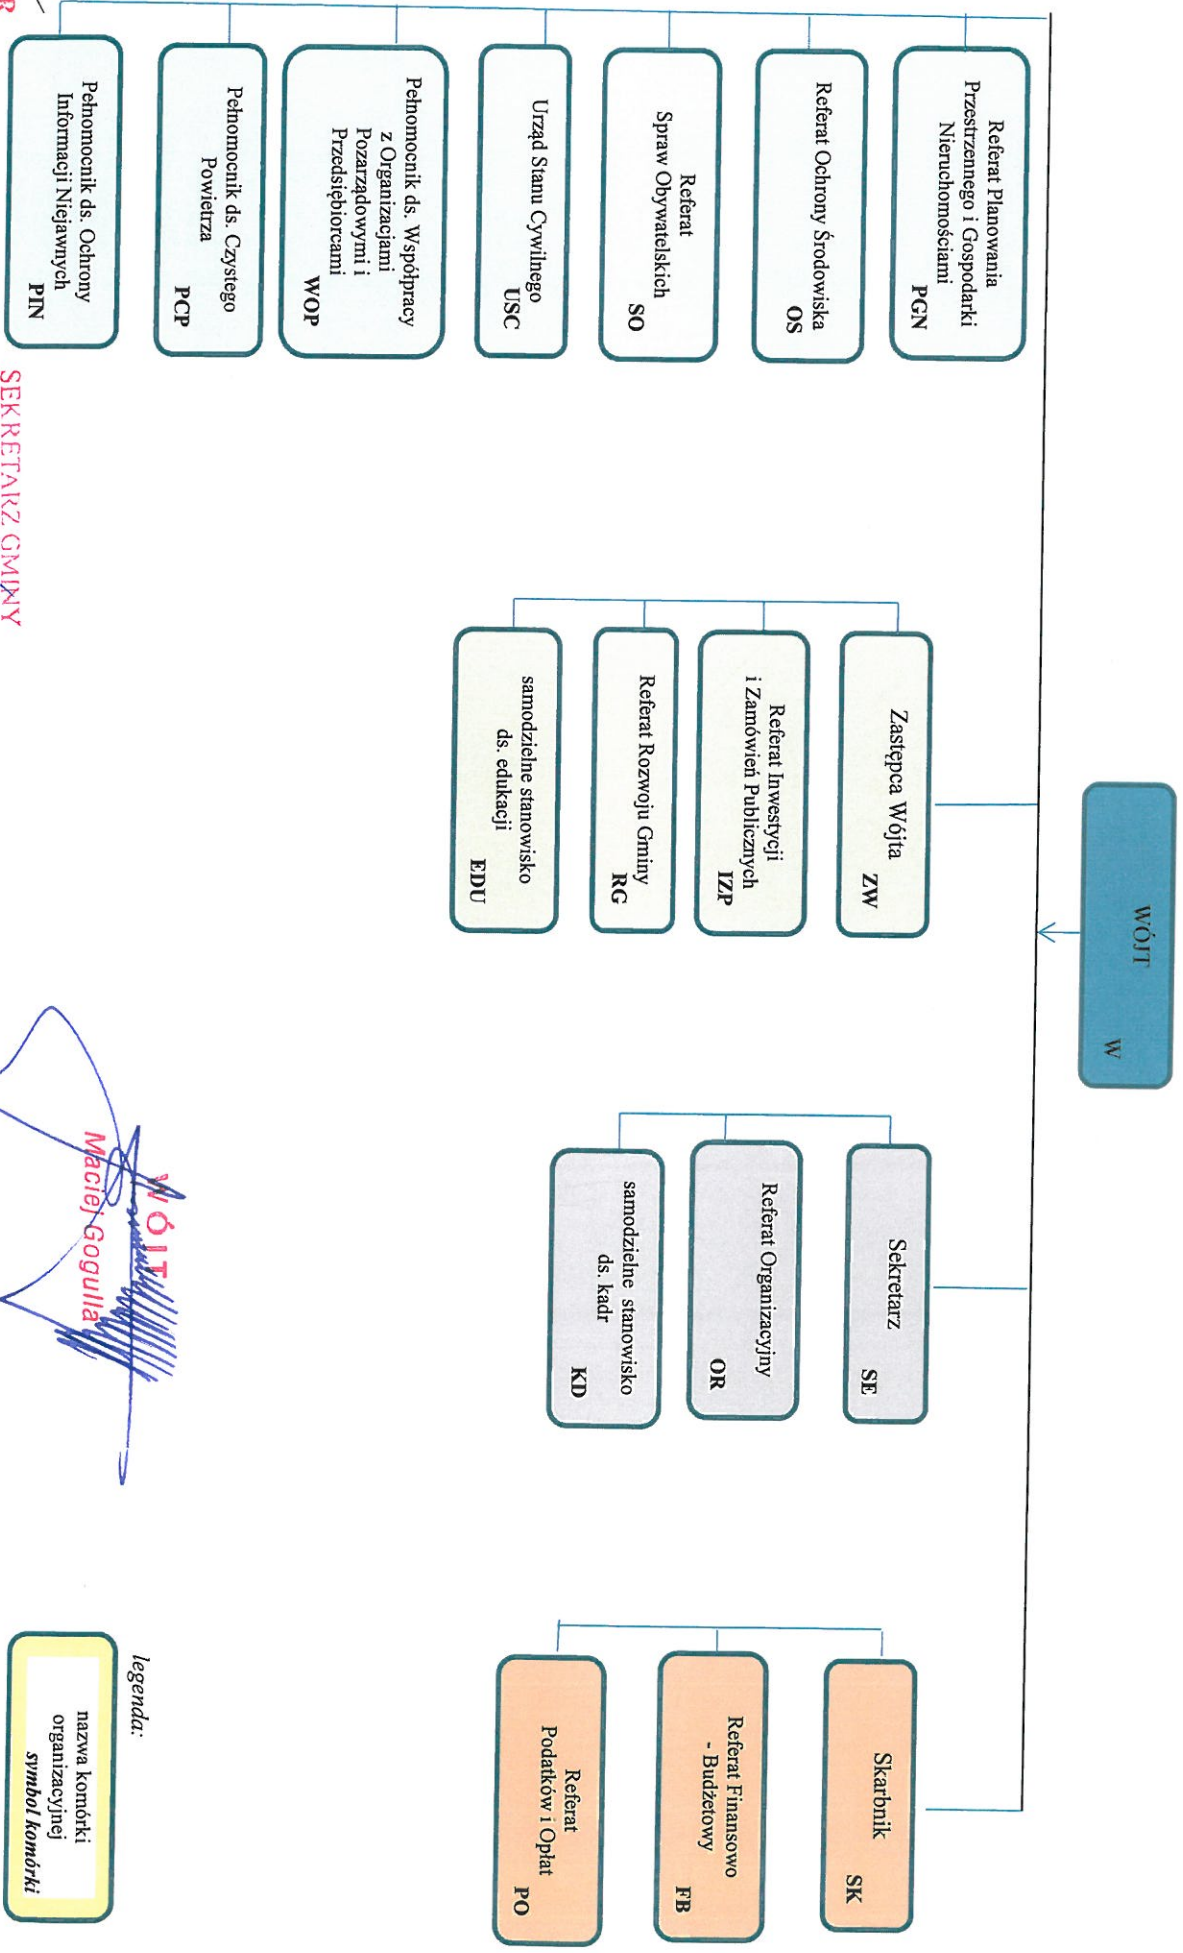 WÓJT
W
Referat Planowania
Przestrzennego i Gospodarki
Nieruchomościami
PGN
Referat Ochrony Środowiska
OS
Referat
Spraw Obywatelskich
SO
Urząd Stanu Cywilnego
USC
Pełnomocnik ds. Współpracy
z Organizacjami
Pozarządowymi i
Przedsiębiorcami
WOP
Pełnomocnik ds. Czystego
Powietrza
PCP
Pełnomocnik ds. Ochrony
Informacji Niejawnych
PIN
Zastępca Wójta
ZW
Referat Inwestycji
i Zamówień Publicznych
IZP
Referat Rozwoju Gminy
RG
samodzielne stanowisko
ds. edukacji
EDU
Sekretarz
SE
Referat Organizacyjny
OR
samodzielne stanowisko
ds. kadr
KD
Skarbnik
SK
Referat Finansowo
- Budżetowy
FB
Referat
Podatków i Opłat
PO
SEKRETARZ GMINY
WÓJT
Maciej Gogulla
legenda:
nazwa komórki
organizacyjnej
symbol komórki